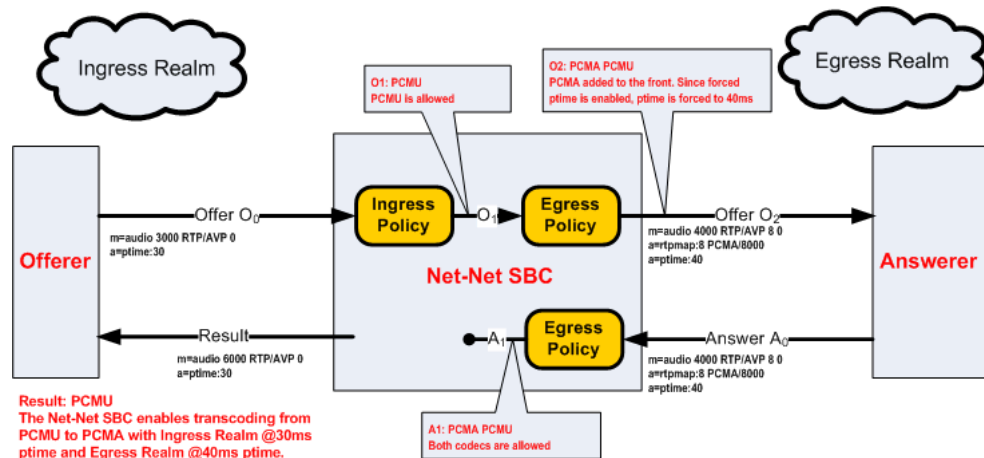 Ingress Realm
Egress Realm
O1: PCMU
PCMU is allowed
O2: PCMA PCMU
PCMA added to the front. Since forced
ptime is enabled, ptime is forced to 40ms
Offerer
Offer O0
m=audio 3000 RTP/AVP 0
a=ptime:30
Ingress
Policy
O1
Egress
Policy
Offer O2
m=audio 4000 RTP/AVP 8 0
a=rtpmap:8 PCMA/8000
a=ptime:40
Answerer
Net-Net SBC
Result
m=audio 6000 RTP/AVP 0
a=ptime:30
A1
Egress
Policy
Answer A0
m=audio 4000 RTP/AVP 8 0
a=rtpmap:8 PCMA/8000
a=ptime:40
Result: PCMU
The Net-Net SBC enables transcoding from
PCMU to PCMA with Ingress Realm @30ms
ptime and Egress Realm @40ms ptime.
A1: PCMA PCMU
Both codecs are allowed